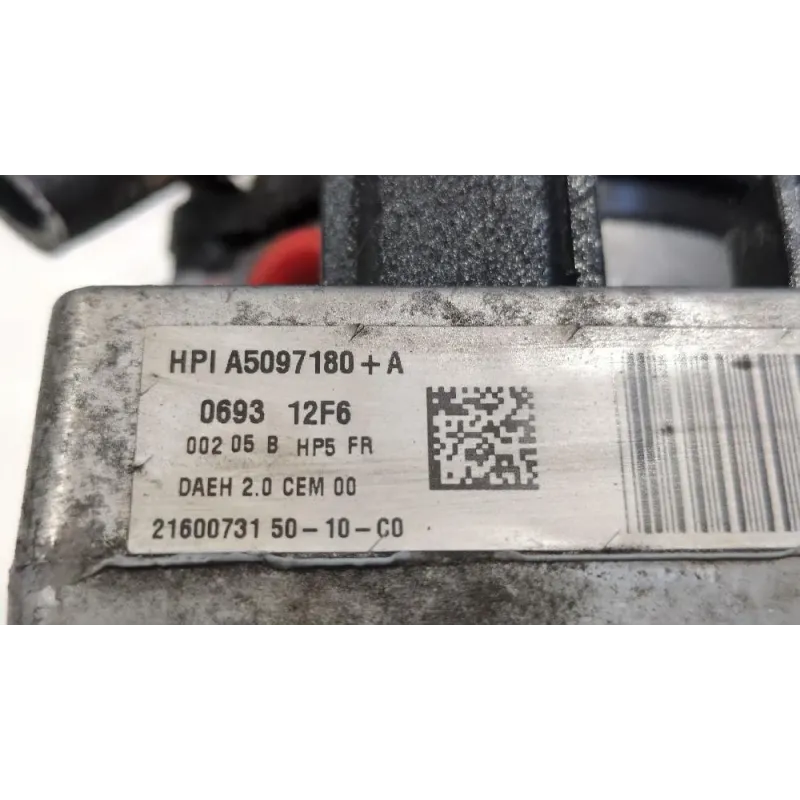 HPI A5097180+A
0693 12F6
002 05 B HP5 FR
DAEH 2.0 CEM 00
21600731 50-10-C0